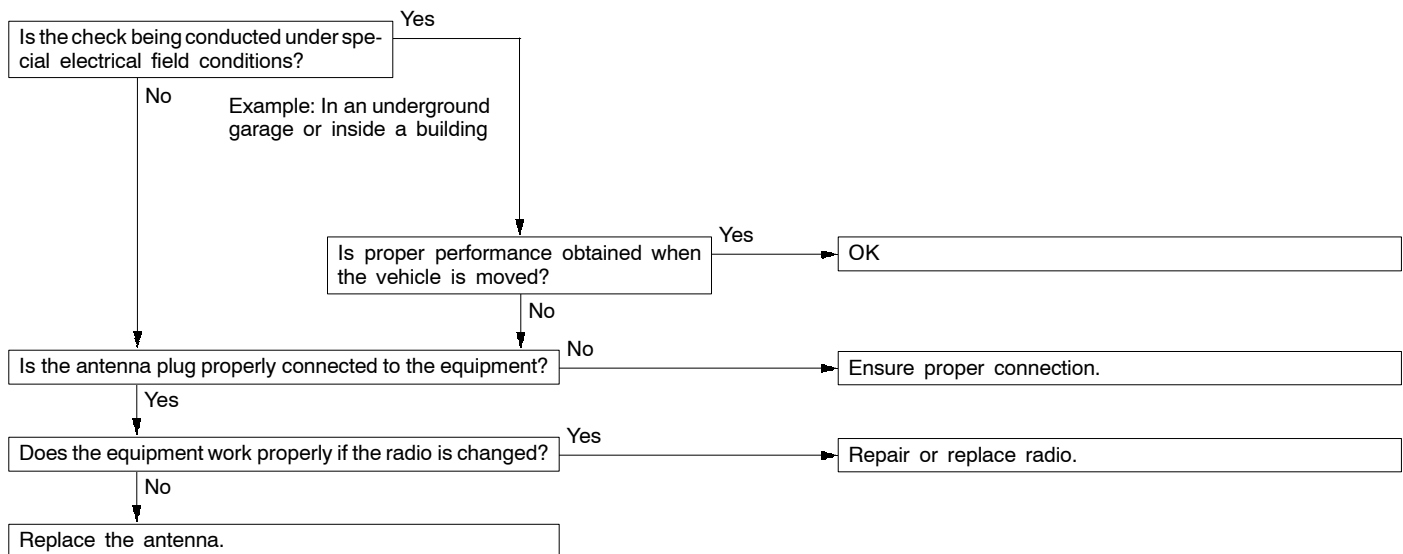 Yes
Is the check being conducted under spe-
cial electrical field conditions?
No
Example: In an underground
garage or inside a building
Is proper performance obtained when
the vehicle is moved?
Yes
OK
No
Is the antenna plug properly connected to the equipment?
No
Ensure proper connection.
Yes
Does the equipment work properly if the radio is changed?
Yes
Repair or replace radio.
No
Replace the antenna.